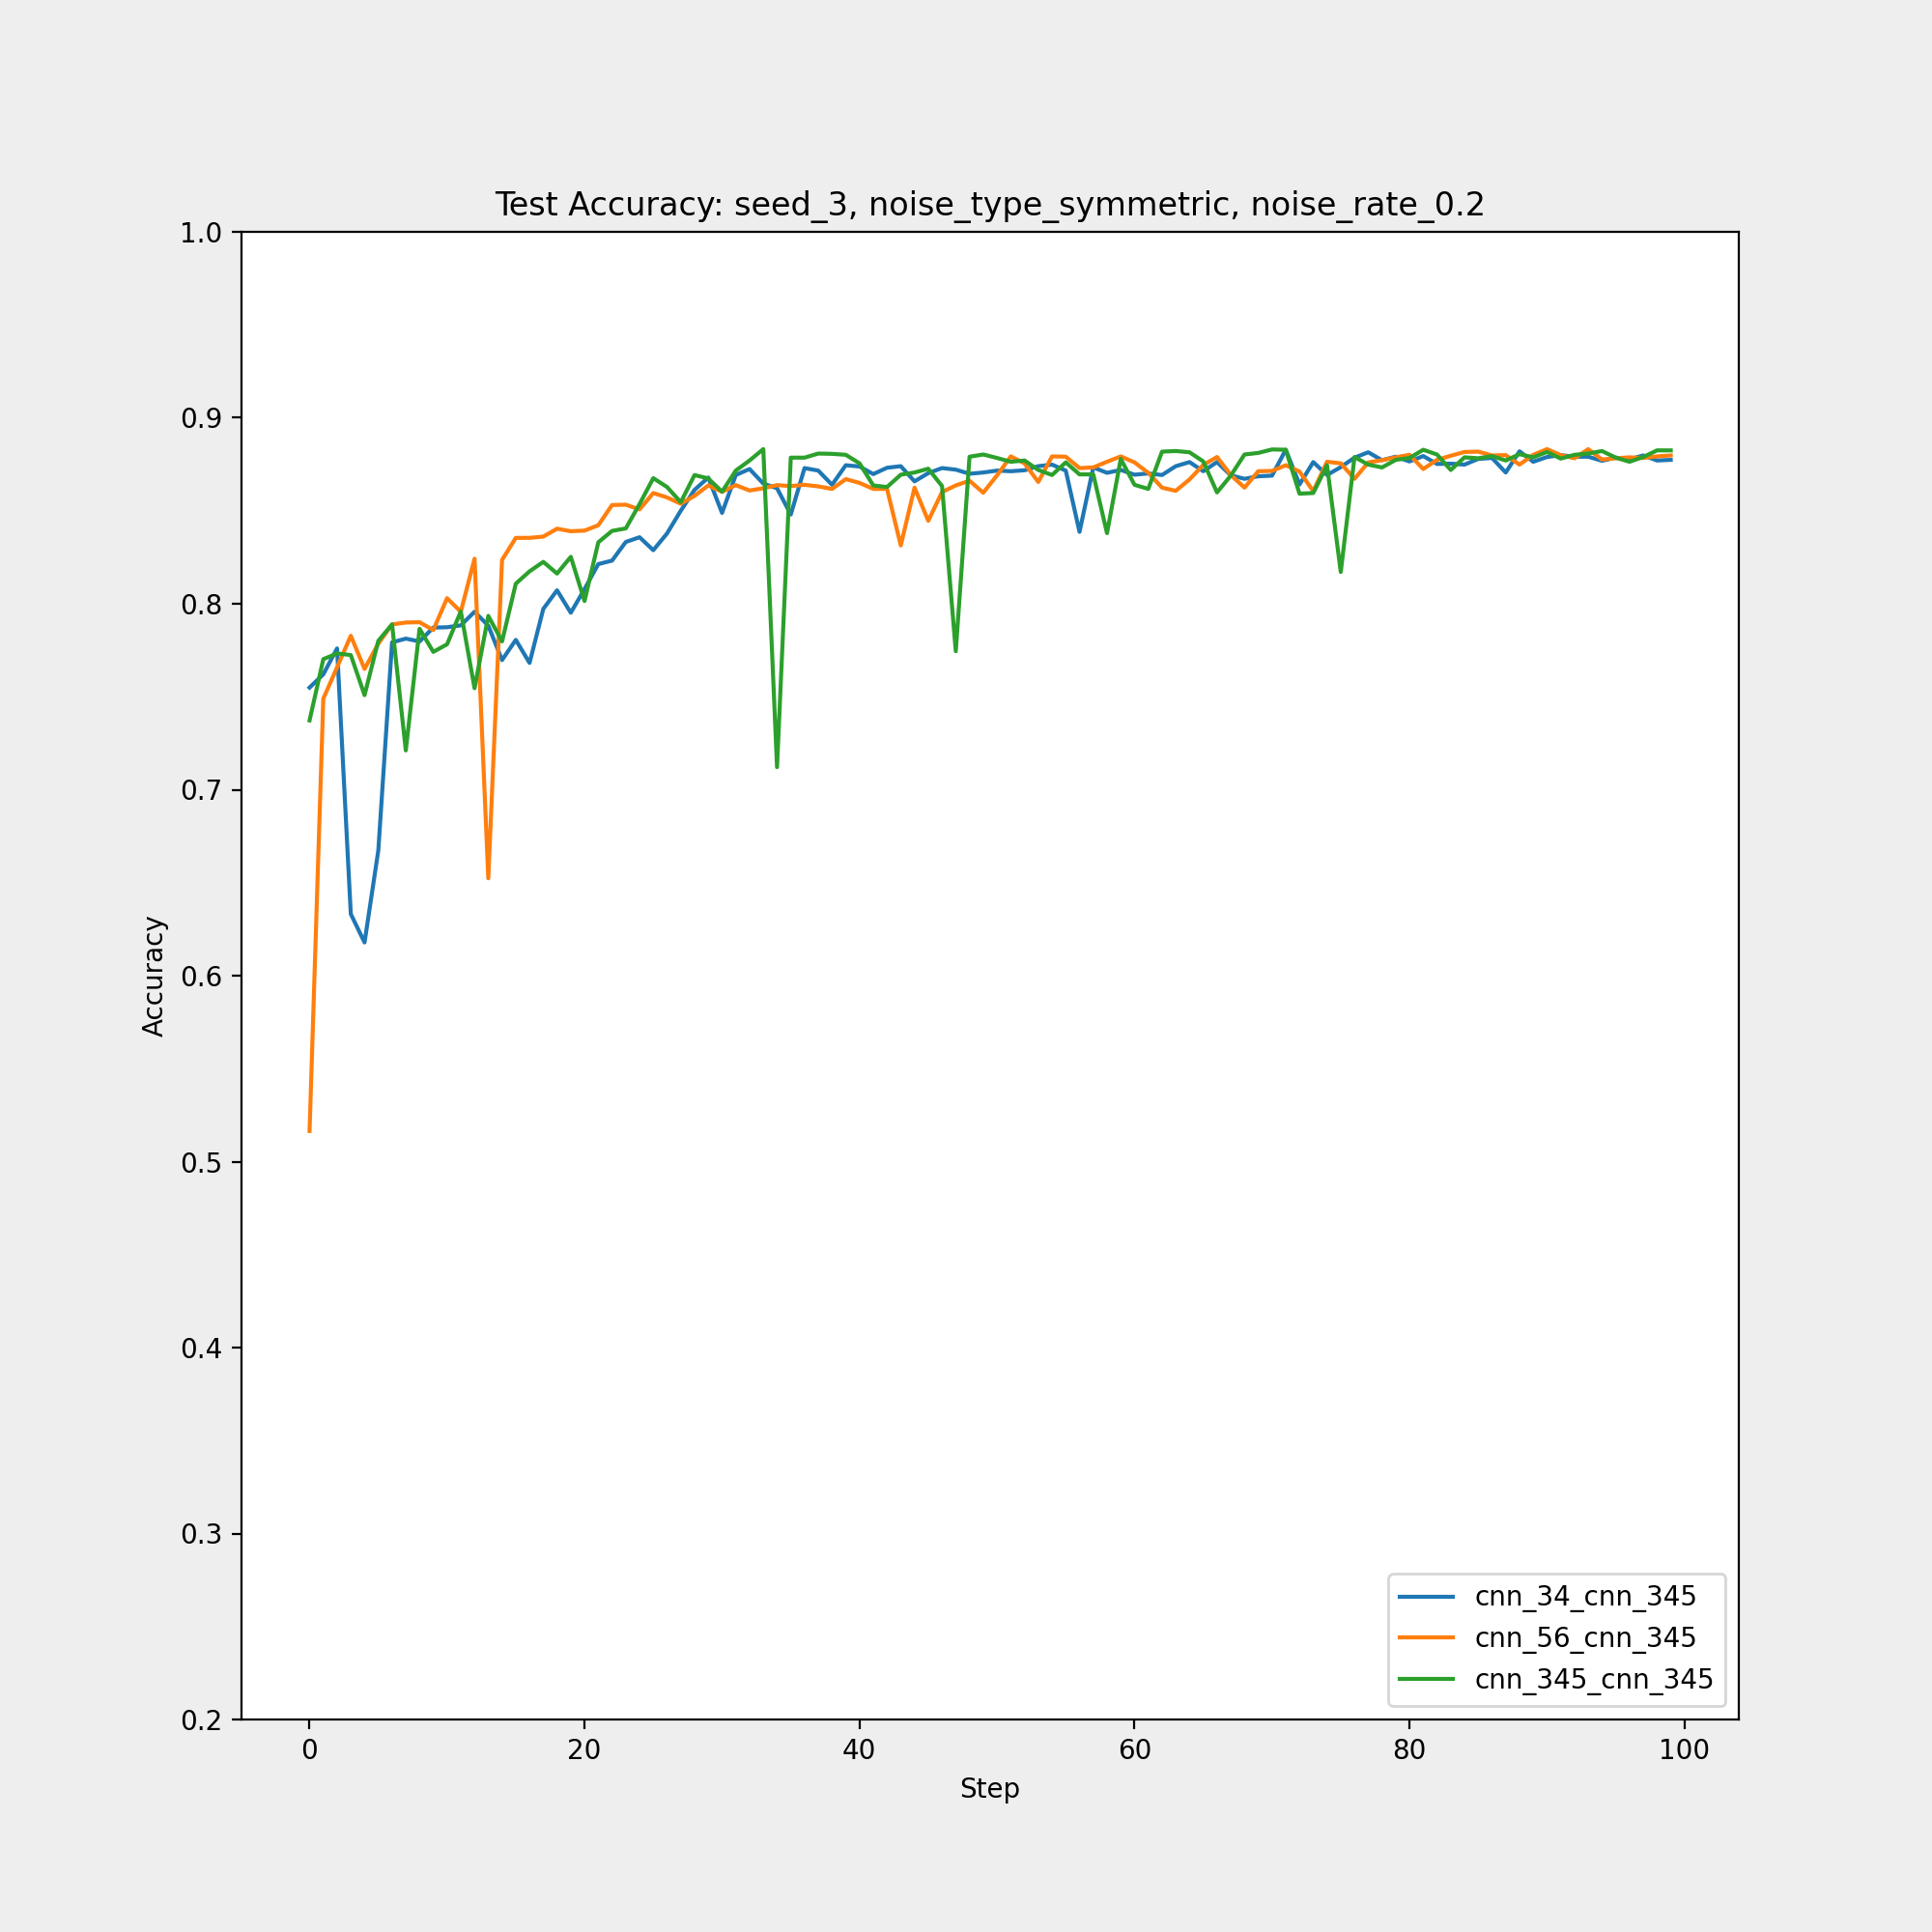 Test Accuracy: seed_3, noise_type_symmetric, noise_rate_0.2
1.0
0.9
0.8
0.7
0.6
0.5
0.4
0.3
0.2
Accuracy
0 20 40 60 80 100
Step
cnn_34_cnn_345
cnn_56_cnn_345
cnn_345_cnn_345